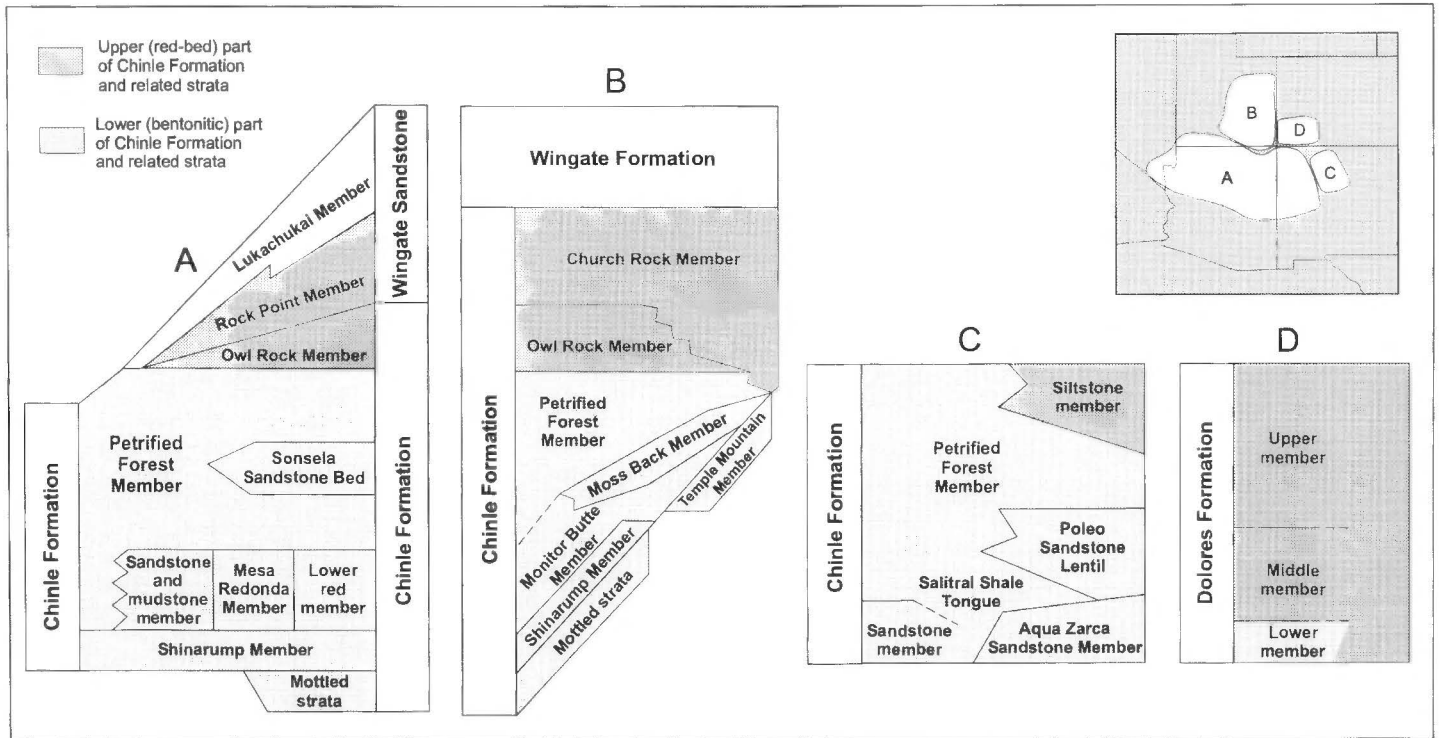 Upper (red-bed) part
of Chinle Formation
and related strata
Lower (bentonitic) part
of Chinle Formation
and related strata
A
Lukachukai Member
Rock Point Member
Owl Rock Member
Petrified
Forest
Member
Sonsela
Sandstone Bed
Sandstone
and
mudstone
member
Mesa
Redonda
Member
Lower
red
member
Shinarump Member
Mottled
strata
Chinle Formation
Wingate Sandstone
Chinle Formation
B
Wingate Formation
Church Rock Member
Owl Rock Member
Petrified
Forest
Member
Moss Back Member
Temple Mountain
Member
Monitor Butte
Member
Shinarump Member
Mottled strata
Chinle Formation
B
D
A
C
C
Chinle Formation
Siltstone
member
Petrified
Forest
Member
Poleo
Sandstone
Lentil
Salitral Shale
Tongue
Sandstone
member
Aqua Zarca
Sandstone Member
D
Dolores Formation
Upper
member
Middle
member
Lower
member